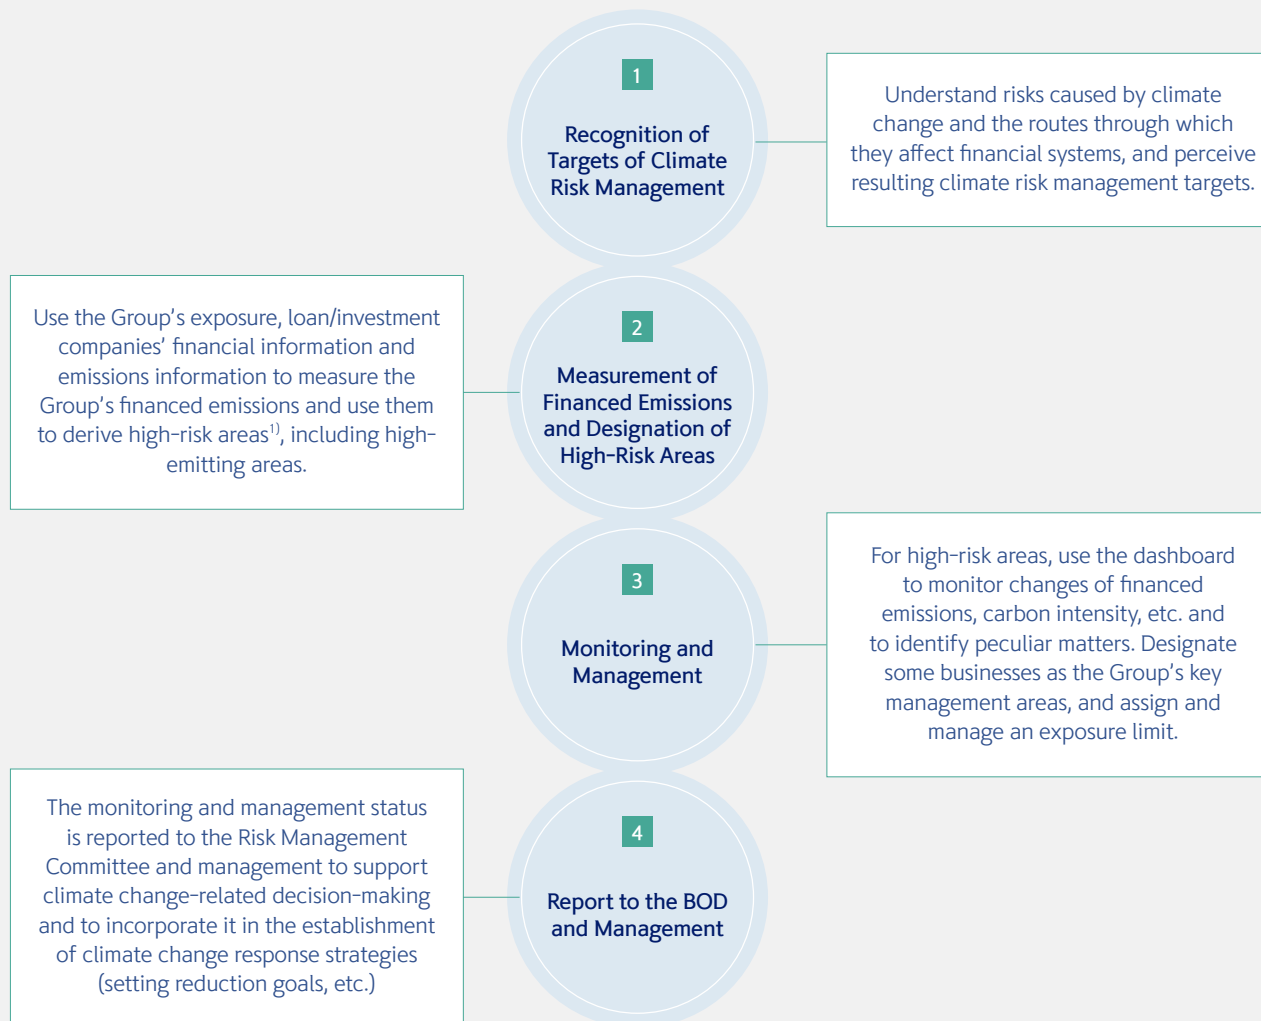 1
Recognition of
Targets of Climate
Risk Management
Understand risks caused by climate
change and the routes through which
they affect financial systems, and perceive
resulting climate risk management targets.
2
Measurement of
Financed Emissions
and Designation of
High-Risk Areas
Use the Group's exposure, loan/investment
companies' financial information and
emissions information to measure the
Group's financed emissions and use them
to derive high-risk areas1), including high-
emitting areas.
3
Monitoring and
Management
For high-risk areas, use the dashboard
to monitor changes of financed
emissions, carbon intensity, etc. and
to identify peculiar matters. Designate
some businesses as the Group's key
management areas, and assign and
manage an exposure limit.
4
Report to the BOD
and Management
The monitoring and management status
is reported to the Risk Management
Committee and management to support
climate change-related decision-making
and to incorporate it in the establishment
of climate change response strategies
(setting reduction goals, etc.)